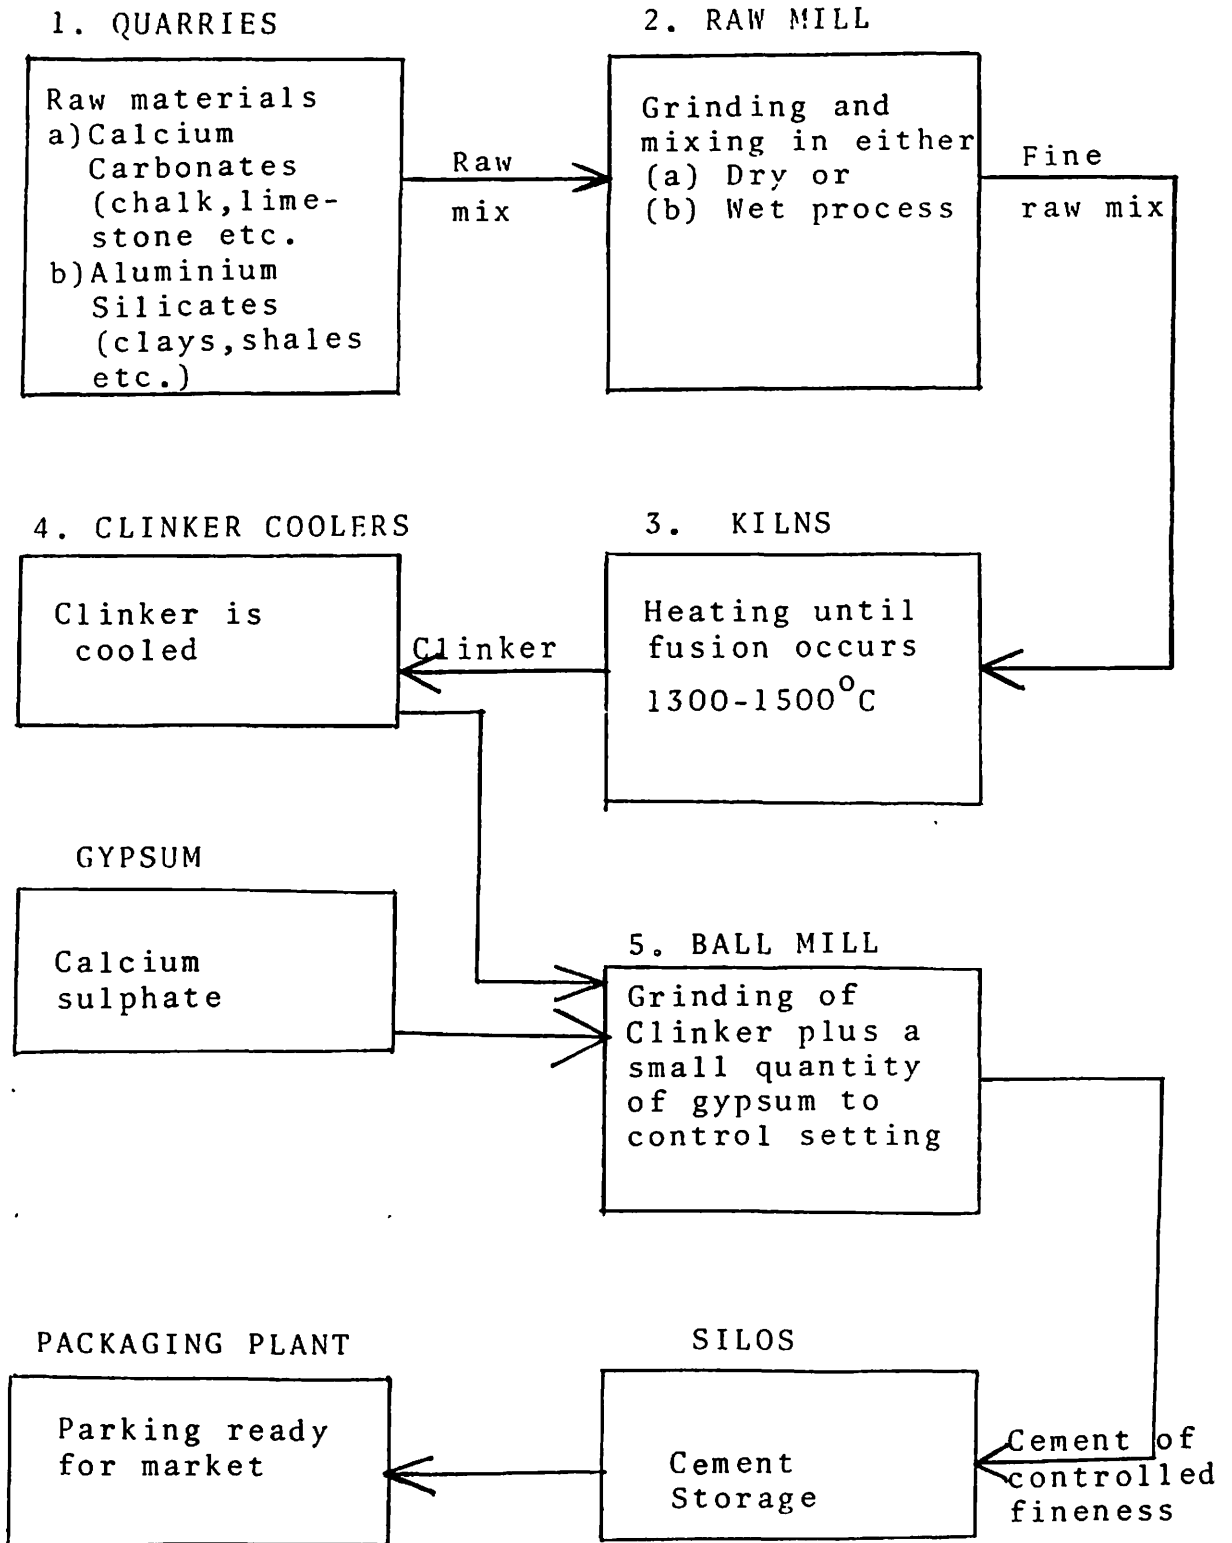 1. QUARRIES
Raw materials
a)Calcium
Carbonates
(chalk,lime-
stone etc.
b)Aluminium
Silicates
(clays,shales
etc.)
Raw
mix
2. RAW MILL
Grinding and
mixing in either
(a) Dry or
(b) Wet process
Fine
raw mix
3. KILNS
Heating until
fusion occurs
1300-1500°C
Clinker
4. CLINKER COOLERS
Clinker is
cooled
GYPSUM
Calcium
sulphate
5. BALL MILL
Grinding of
Clinker plus a
small quantity
of gypsum to
control setting
Cement of
controlled
fineness
SILOS
Cement
Storage
PACKAGING PLANT
Parking ready
for market